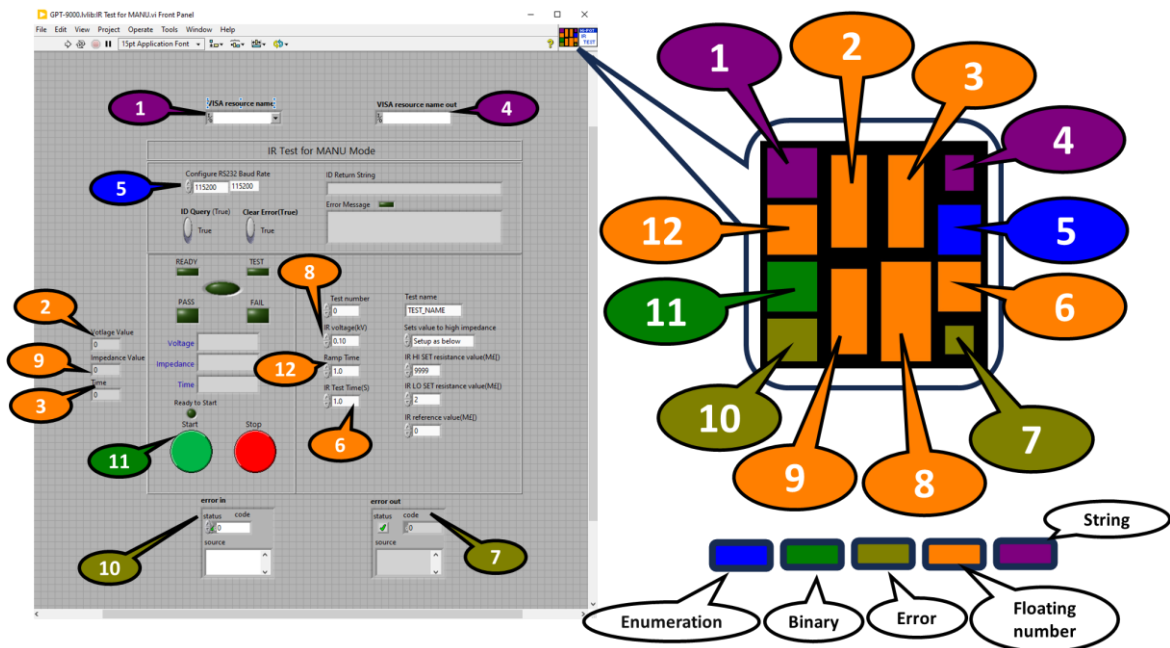 GPT-9000.lvlib:IR Test for MANU.vi Front Panel
File Edit View Project Operate Tools Window Help
15pt Application Font
HI-POT
IR
TEST
VISA resource name
VISA resource name out
1
4
IR Test for MANU Mode
Configure RS232 Baud Rate
ID Return String
5
115200 115200
ID Query (True) Clear Error(True)
Error Message
True True
READY TEST
8
PASS FAIL
Test number Test name
0 TEST_NAME
2
Votlage Value
IR voltage(kV) Sets value to high impedance
0
Voltage
0.10 Setup as below
9
Impedance Value
Impedance
12
Ramp Time IR HI SET resistance value(M£[)
0
1.0 9999
3
Time
Time
IR Test Time(S) IR LO SET resistance value(M£[)
0
1.0 2
Ready to Start
IR reference value(M£[)
Start Stop
6
0
11
error in error out
status code status code
0 0
source source
10
7
1
2
3
4
12
5
11
6
10
9
8
7
String
Enumeration
Binary
Error
Floating
number